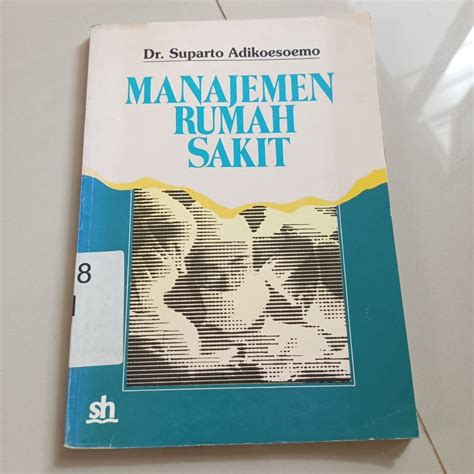 Dr. Suparto Adikoesoemo
MANAJEMEN
RUMAH
SAKIT
8
sh